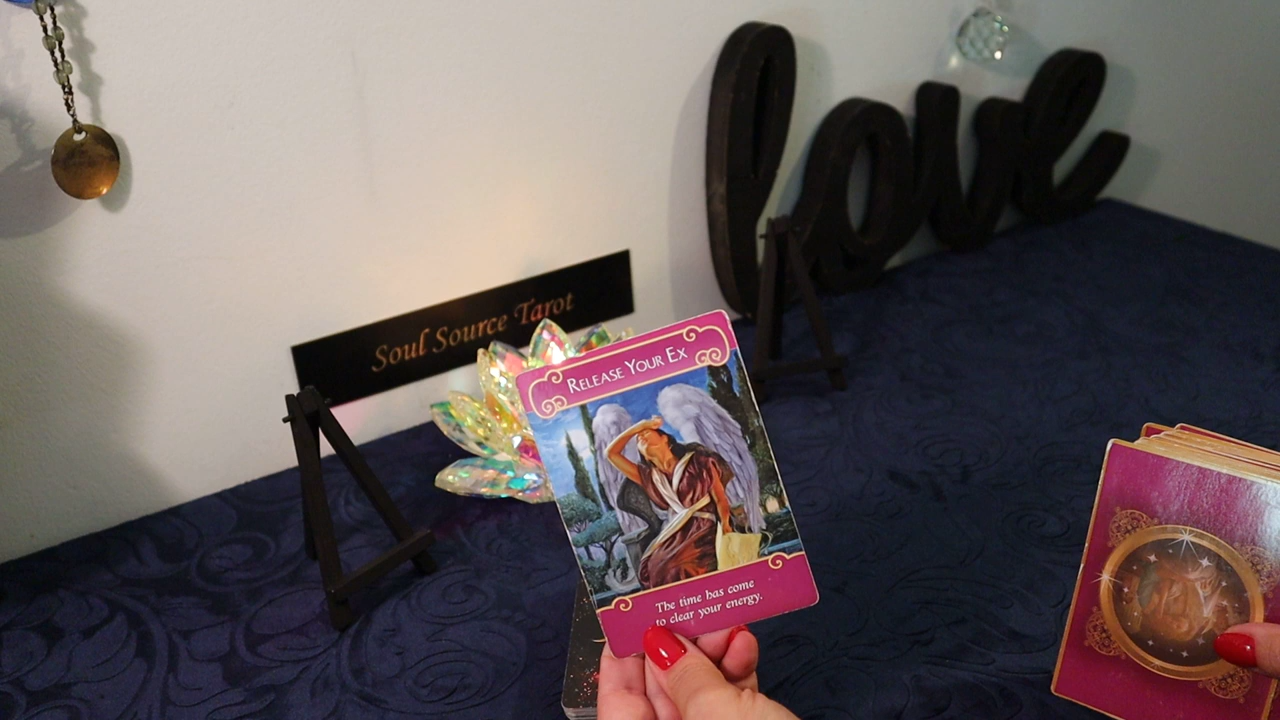 love
Soul Source Tarot
RELEASE YOUR EX
The time has come
to clear your energy.